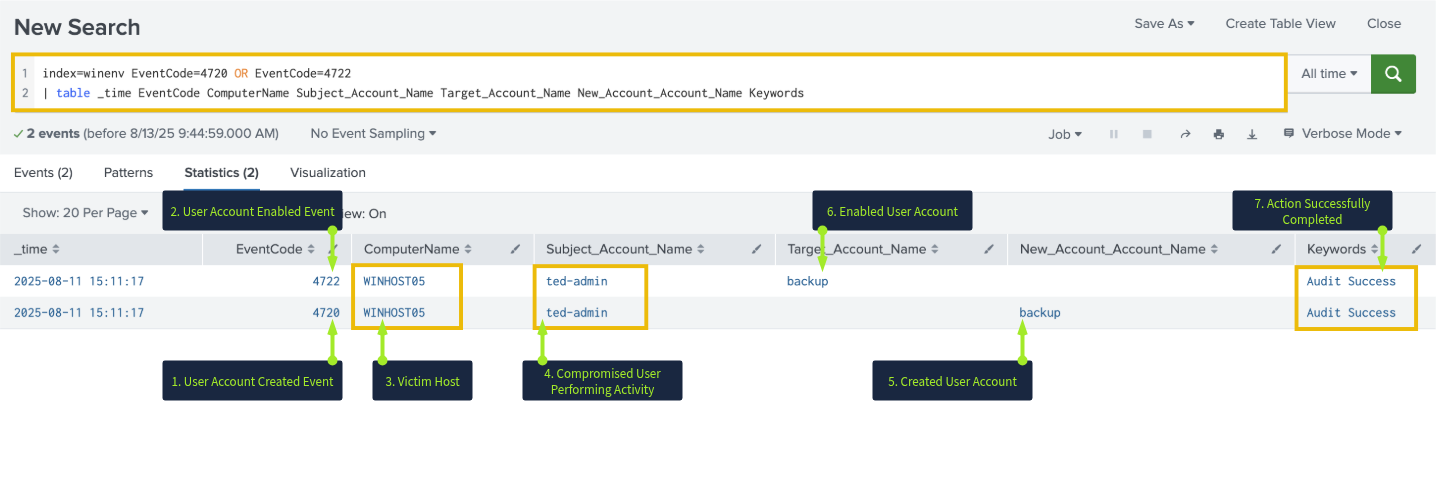 New Search
Save As Create Table View Close
1 index=winenv EventCode=4720 OR EventCode=4722
2 | table _time EventCode ComputerName Subject_Account_Name Target_Account_Name New_Account_Account_Name Keywords
All time
2 events (before 8/13/25 9:44:59.000 AM) No Event Sampling Job Verbose Mode
Events (2) Patterns Statistics (2) Visualization
Show: 20 Per Page iew: On
2. User Account Enabled Event
6. Enabled User Account
7. Action Successfully
Completed
_time EventCode ComputerName Subject_Account_Name Target_Account_Name New_Account_Account_Name Keywords
2025-08-11 15:11:17 4722 WINHOST05 ted-admin backup Audit Success
2025-08-11 15:11:17 4720 WINHOST05 ted-admin backup Audit Success
1. User Account Created Event
3. Victim Host
4. Compromised User
Performing Activity
5. Created User Account